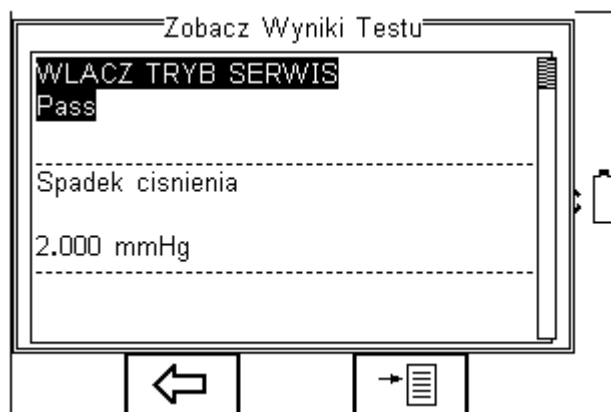 Zobacz Wyniki Testu
WLACZ TRYB SERWIS
Pass
Spadek cisnienia
2.000 mmHg